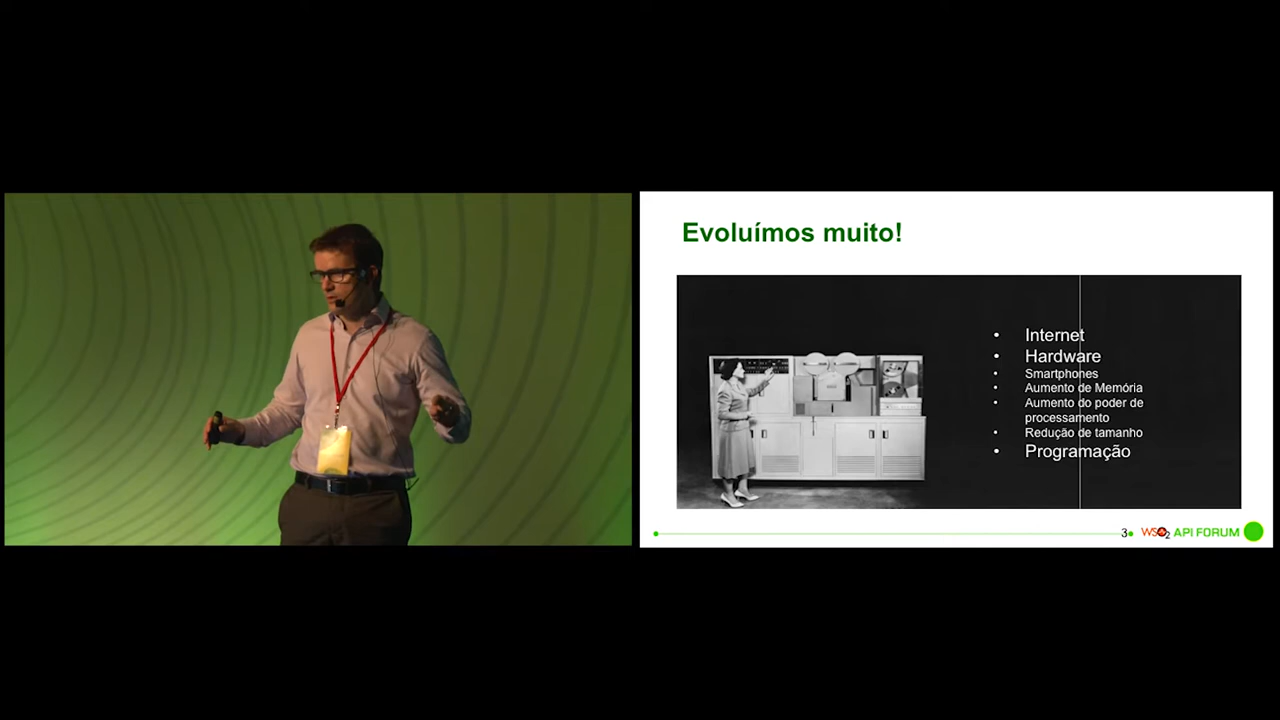 Evoluímos muito!
• Internet
• Hardware
• Smartphones
• Aumento de Memória
• Aumento do poder de
processamento
• Redução de tamanho
• Programação
3
WSO2 API FORUM